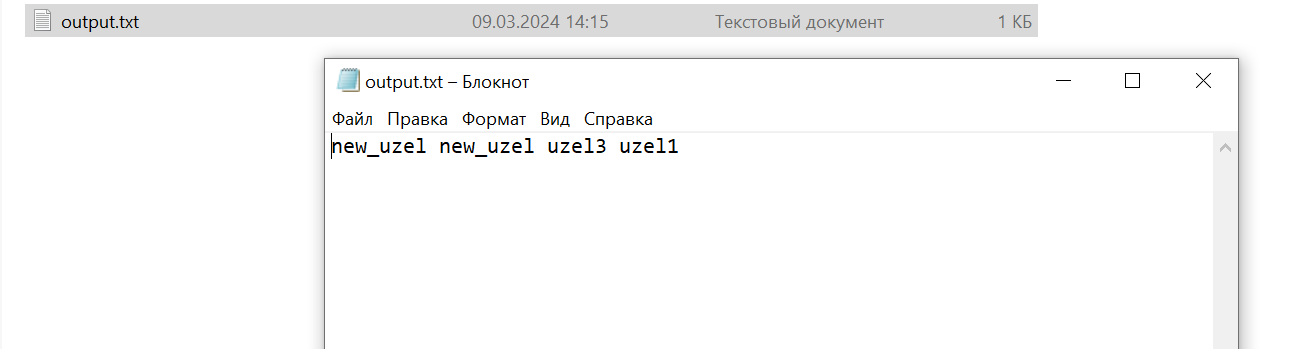 output.txt 09.03.2024 14:15 Текстовый документ 1 КБ
output.txt – Блокнот
Файл Правка Формат Вид Справка
new_uzel new_uzel uzel3 uzel1